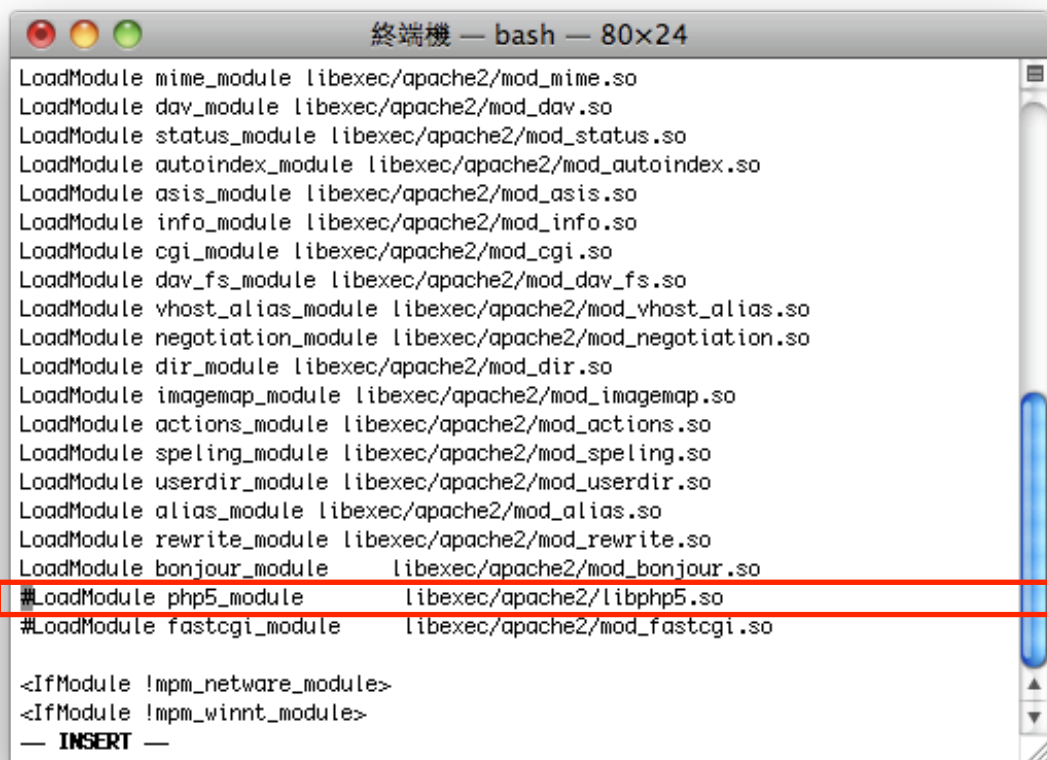 終端機 — bash — 80×24
LoadModule mime_module libexec/apache2/mod_mime.so
LoadModule dav_module libexec/apache2/mod_dav.so
LoadModule status_module libexec/apache2/mod_status.so
LoadModule autoindex_module libexec/apache2/mod_autoindex.so
LoadModule asis_module libexec/apache2/mod_asis.so
LoadModule info_module libexec/apache2/mod_info.so
LoadModule cgi_module libexec/apache2/mod_cgi.so
LoadModule dav_fs_module libexec/apache2/mod_dav_fs.so
LoadModule vhost_alias_module libexec/apache2/mod_vhost_alias.so
LoadModule negotiation_module libexec/apache2/mod_negotiation.so
LoadModule dir_module libexec/apache2/mod_dir.so
LoadModule imagemap_module libexec/apache2/mod_imagemap.so
LoadModule actions_module libexec/apache2/mod_actions.so
LoadModule speling_module libexec/apache2/mod_speling.so
LoadModule userdir_module libexec/apache2/mod_userdir.so
LoadModule alias_module libexec/apache2/mod_alias.so
LoadModule rewrite_module libexec/apache2/mod_rewrite.so
LoadModule bonjour_module     libexec/apache2/mod_bonjour.so
#LoadModule php5_module        libexec/apache2/libphp5.so
#LoadModule fastcgi_module     libexec/apache2/mod_fastcgi.so
<IfModule !mpm_netware_module>
<IfModule !mpm_winnt_module>
— INSERT —